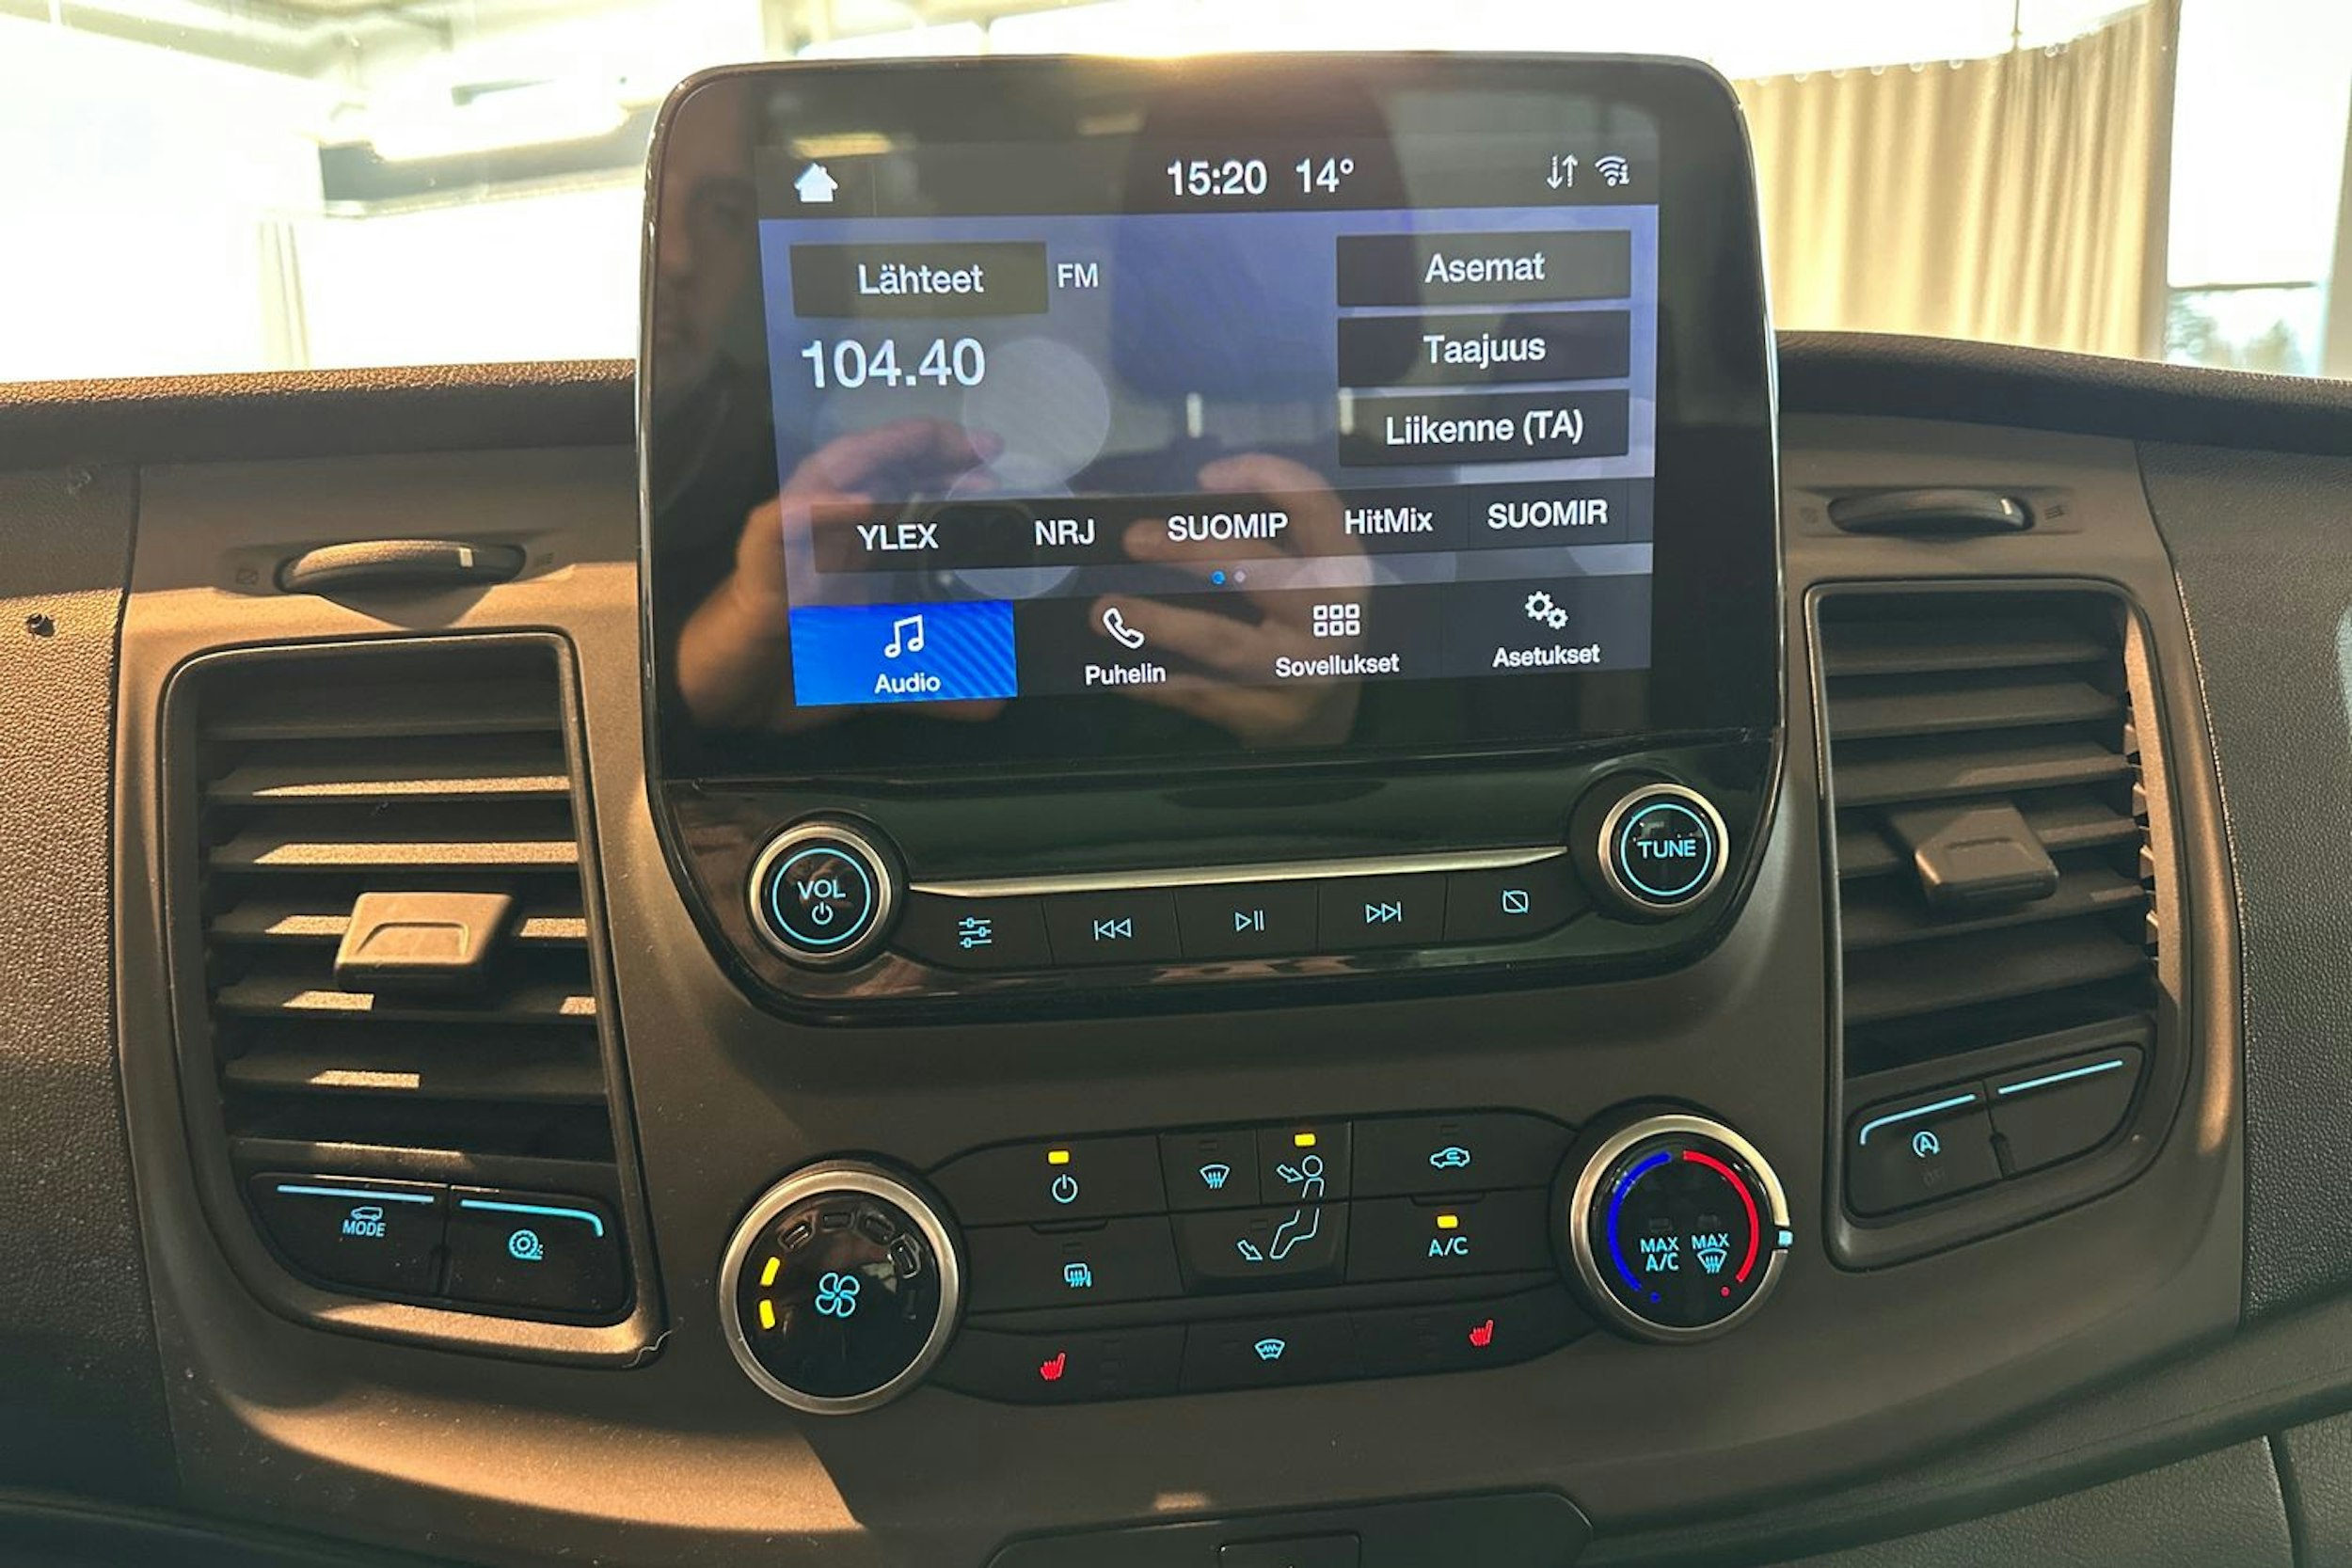 15:20 14°
Lähteet FM
Asemat
104.40
Taajuus
Liikenne (TA)
YLEX NRJ SUOMIP HitMix SUOMIR
Audio Puhelin Sovellukset Asetukset
VOL
TUNE
MODE
A/C
MAX A/C
MAX
A